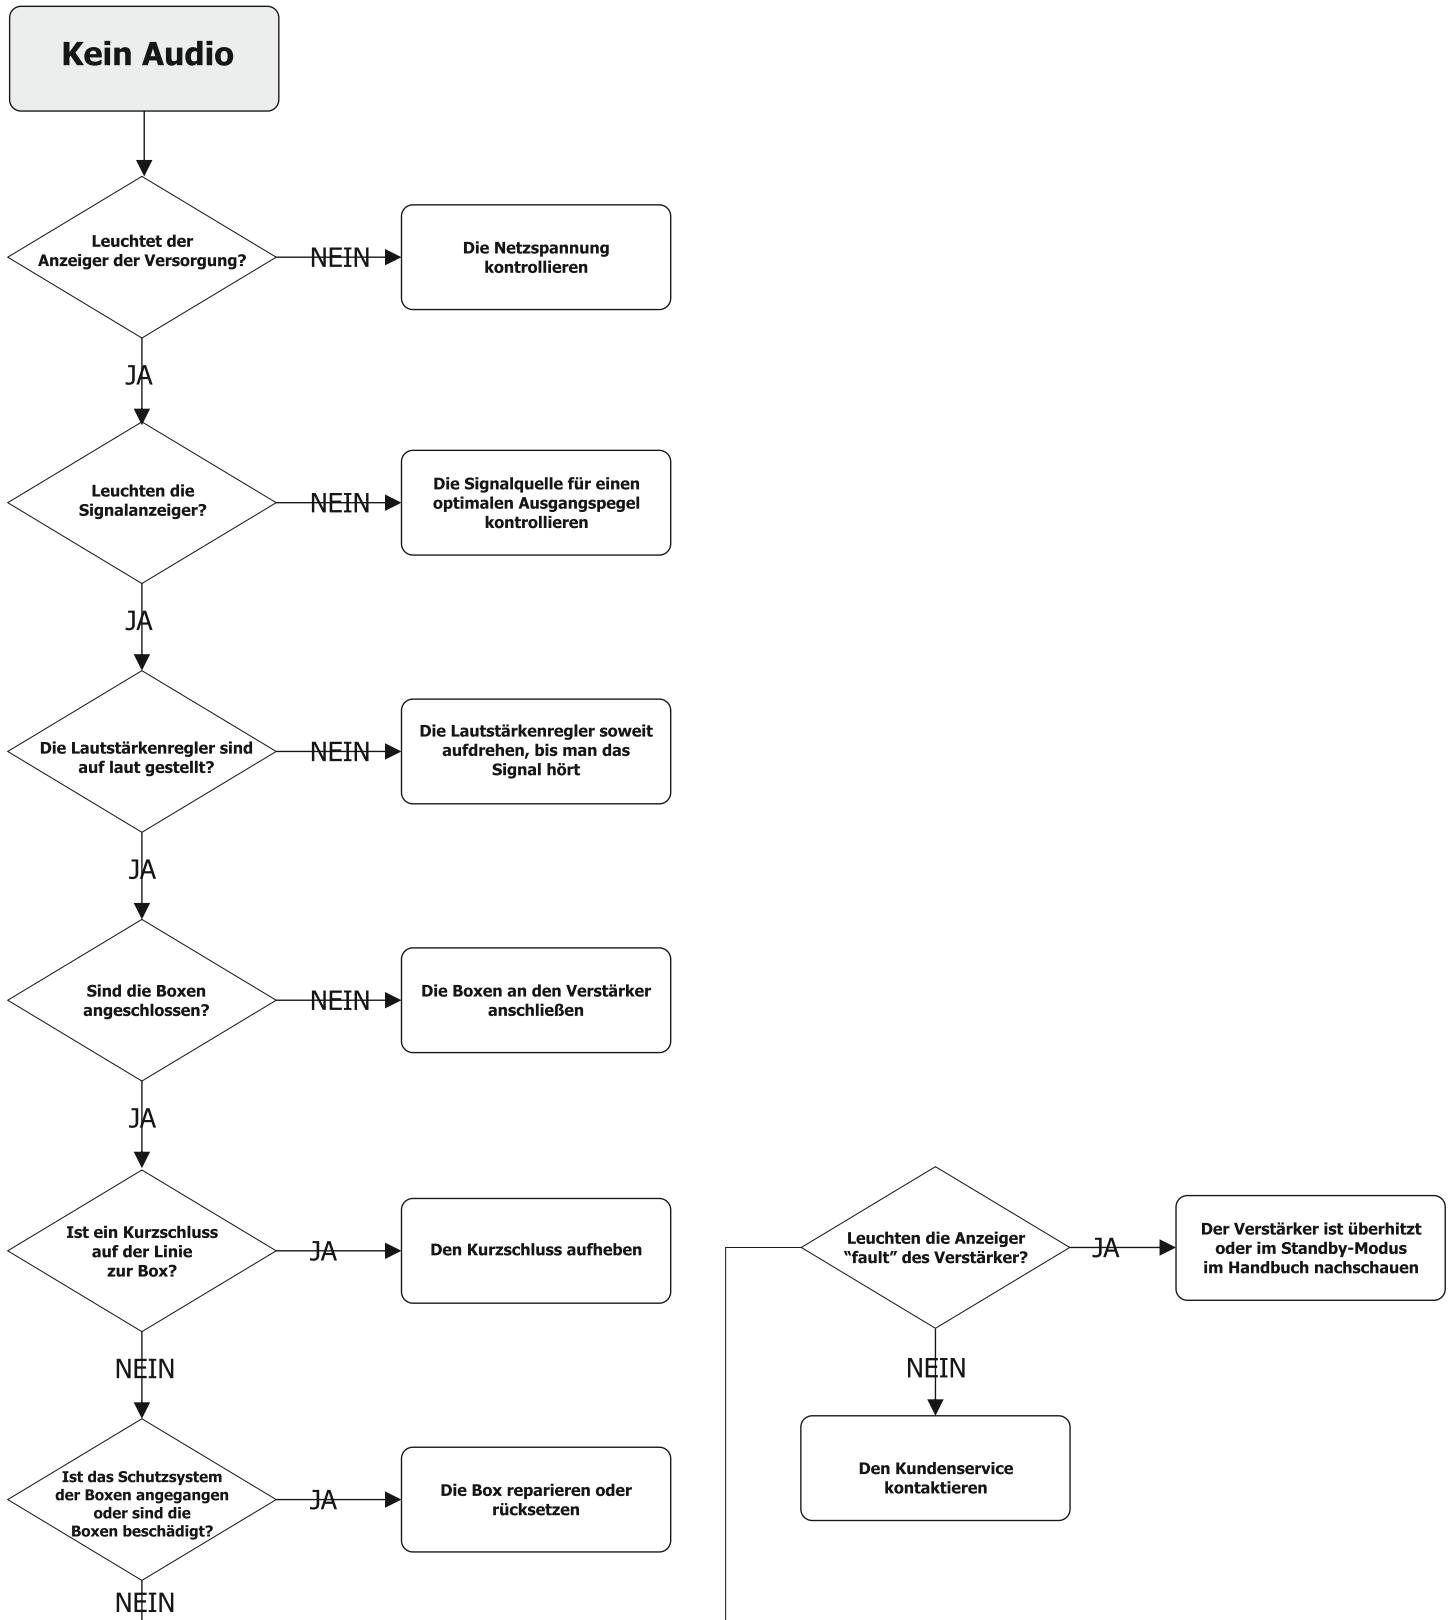 Kein Audio
Leuchtet der
Anzeiger der Versorgung?
NEIN
Die Netzspannung
kontrollieren
JA
Leuchten die
Signalanzeiger?
NEIN
Die Signalquelle für einen
optimalen Ausgangspegel
kontrollieren
JA
Die Lautstärkenregler sind
auf laut gestellt?
NEIN
Die Lautstärkenregler soweit
aufdrehen, bis man das
Signal hört
JA
Sind die Boxen
angeschlossen?
NEIN
Die Boxen an den Verstärker
anschließen
JA
Ist ein Kurzschluss
auf der Linie
zur Box?
JA
Den Kurzschluss aufheben
NEIN
Ist das Schutzsystem
der Boxen angegangen
oder sind die
Boxen beschädigt?
JA
Die Box reparieren oder
rücksetzen
NEIN
Leuchten die Anzeiger
“fault” des Verstärker?
JA
Der Verstärker ist überhitzt
oder im Standby-Modus
im Handbuch nachschauen
NEIN
Den Kundenservice
kontaktieren